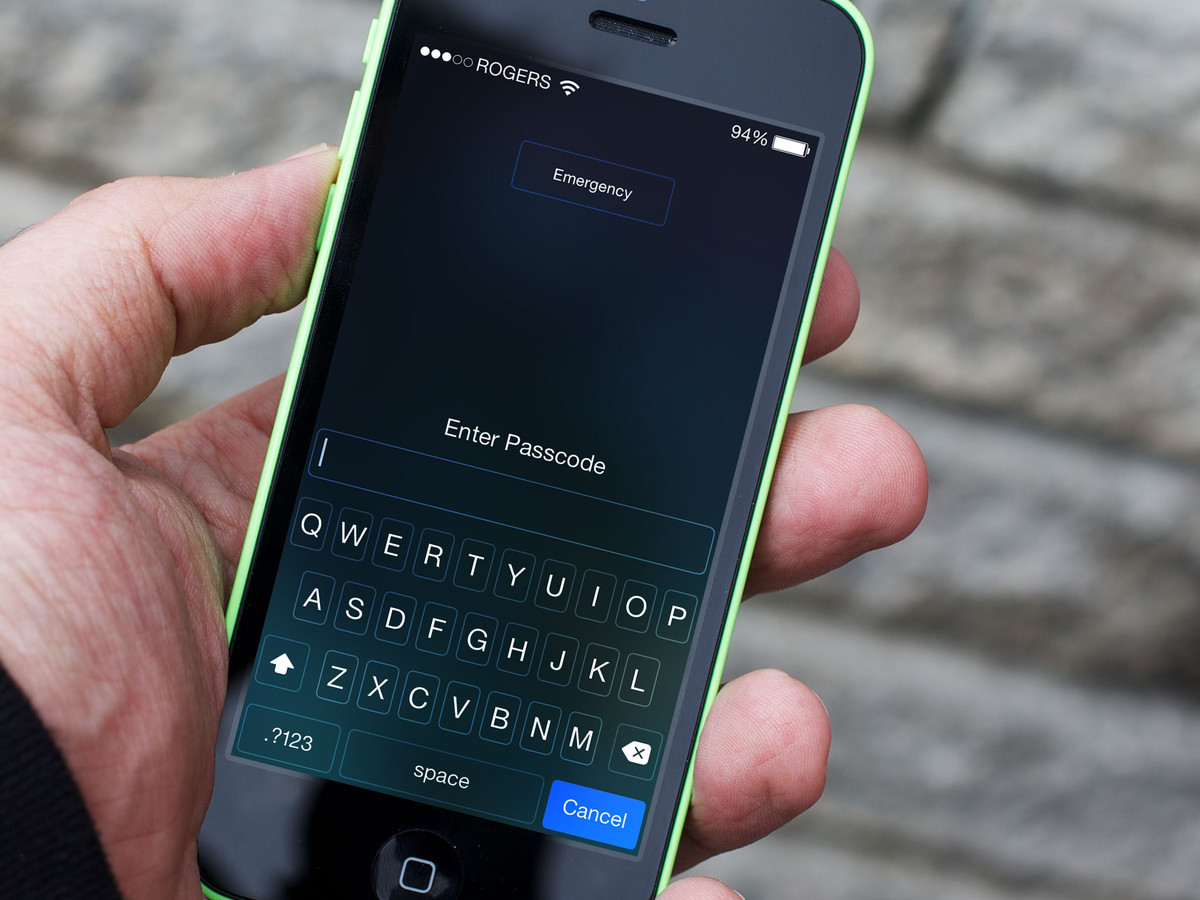 ROGERS
94%
Emergency
Enter Passcode
Q W E R T Y U I O P
A S D F G H J K L
Z X C V B N M
.?123 space Cancel